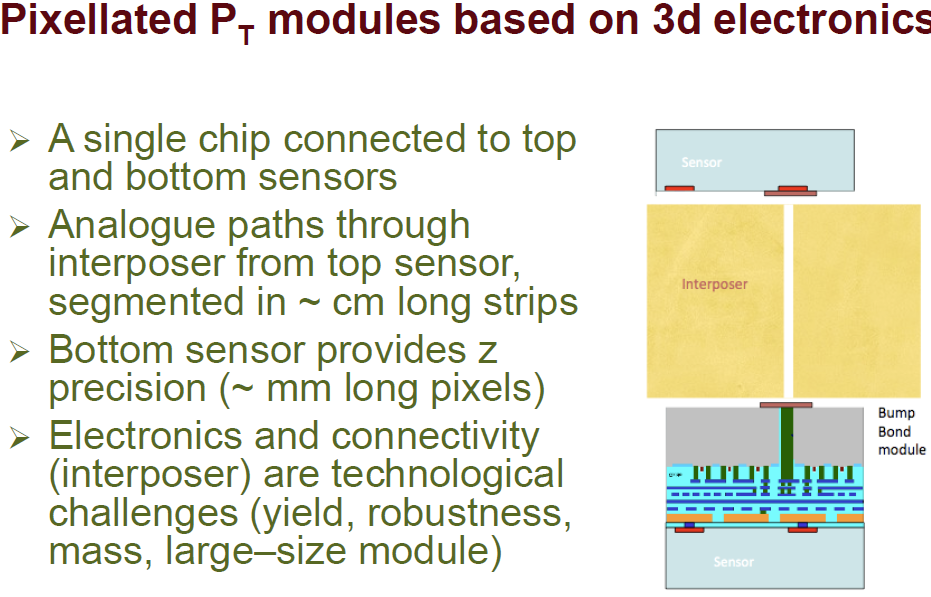 Pixellated PT modules based on 3d electronics
➢ A single chip connected to top
and bottom sensors
➢ Analogue paths through
interposer from top sensor,
segmented in ~ cm long strips
➢ Bottom sensor provides z
precision (~ mm long pixels)
➢ Electronics and connectivity
(interposer) are technological
challenges (yield, robustness,
mass, large–size module)
Sensor
Interposer
Bump
Bond
module
Sensor